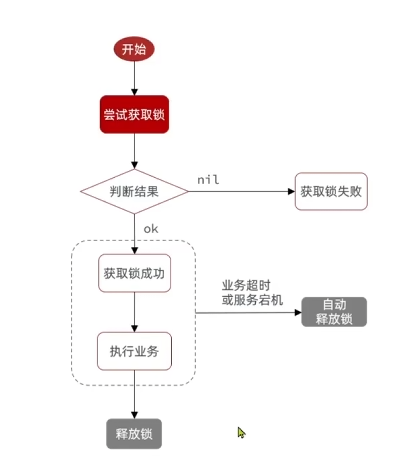 开始
尝试获取锁
判断结果
nil
获取锁失败
ok
获取锁成功
业务超时
或服务宕机
自动
释放锁
执行业务
释放锁